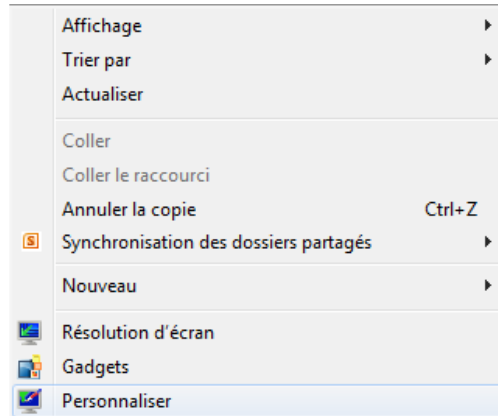 Affichage
Trier par
Actualiser
Coller
Coller le raccourci
Annuler la copie Ctrl+Z
S Synchronisation des dossiers partagés
Nouveau
Résolution d'écran
Gadgets
Personnaliser